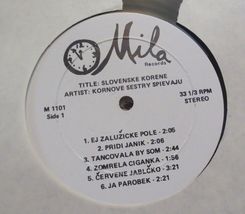 Mila
Records
TITLE: SLOVENSKE KORENE
ARTIST: KORNOVE SESTRY SPIEVAJU
M 1101
33 1/3 RPM
Side 1
STEREO
1. EJ ZALUŽICKE POLE - 2:05
2. PRIDI JANIK - 2:06
3. TANCOVALA BY SOM - 2:44
4. ZOMRELA CIGANKA - 1:56
5. ČERVENE JABLČKO - 3:21
6. JA PAROBEK - 2:21